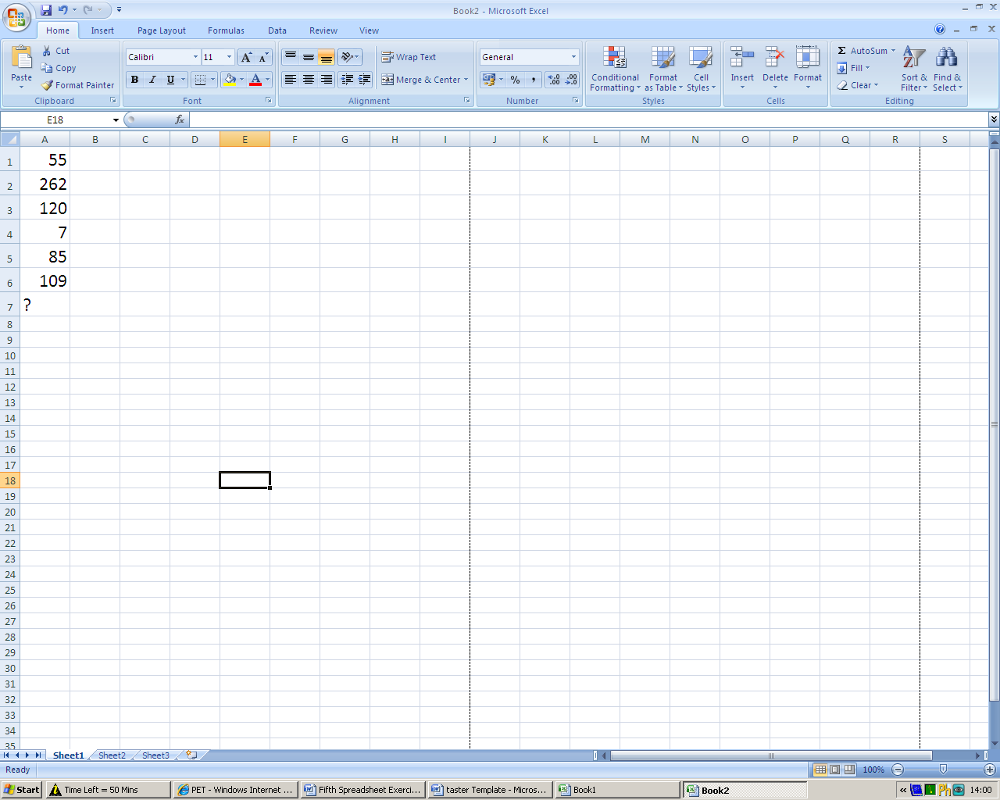 Book2 - Microsoft Excel
Home Insert Page Layout Formulas Data Review View
Paste
Cut
Copy
Format Painter
Clipboard
Calibri 11
A A
B I U A
Font
Wrap Text
Merge & Center
Alignment
General
% , .00 .0
Number
Conditional Formatting
Format as Table
Cell Styles
Styles
Insert Delete Format
Cells
Σ AutoSum
Fill
Clear
Sort & Filter
Find & Select
Editing
E18 fx
A B C D E F G H I J K L M N O P Q R S
1 55
2 262
3 120
4 7
5 85
6 109
7 ?
8
9
10
11
12
13
14
15
16
17
18
19
20
21
22
23
24
25
26
27
28
29
30
31
32
33
34
35
Sheet1 Sheet2 Sheet3
Ready 100%
Start Time Left = 50 Mins PET - Windows Internet ... Fifth Spreadsheet Exerci... taster Template - Micros... Book1 Book2 « Ph 14:00